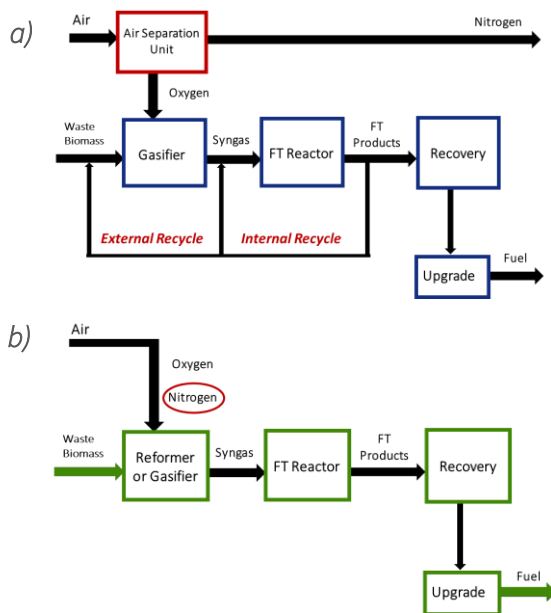 a)
Air
Air Separation
Unit
Nitrogen
Oxygen
Waste
Biomass
Gasifier
Syngas
FT Reactor
FT
Products
Recovery
External Recycle
Internal Recycle
Upgrade
Fuel
b)
Air
Oxygen
Nitrogen
Waste
Biomass
Reformer
or Gasifier
Syngas
FT Reactor
FT
Products
Recovery
Upgrade
Fuel